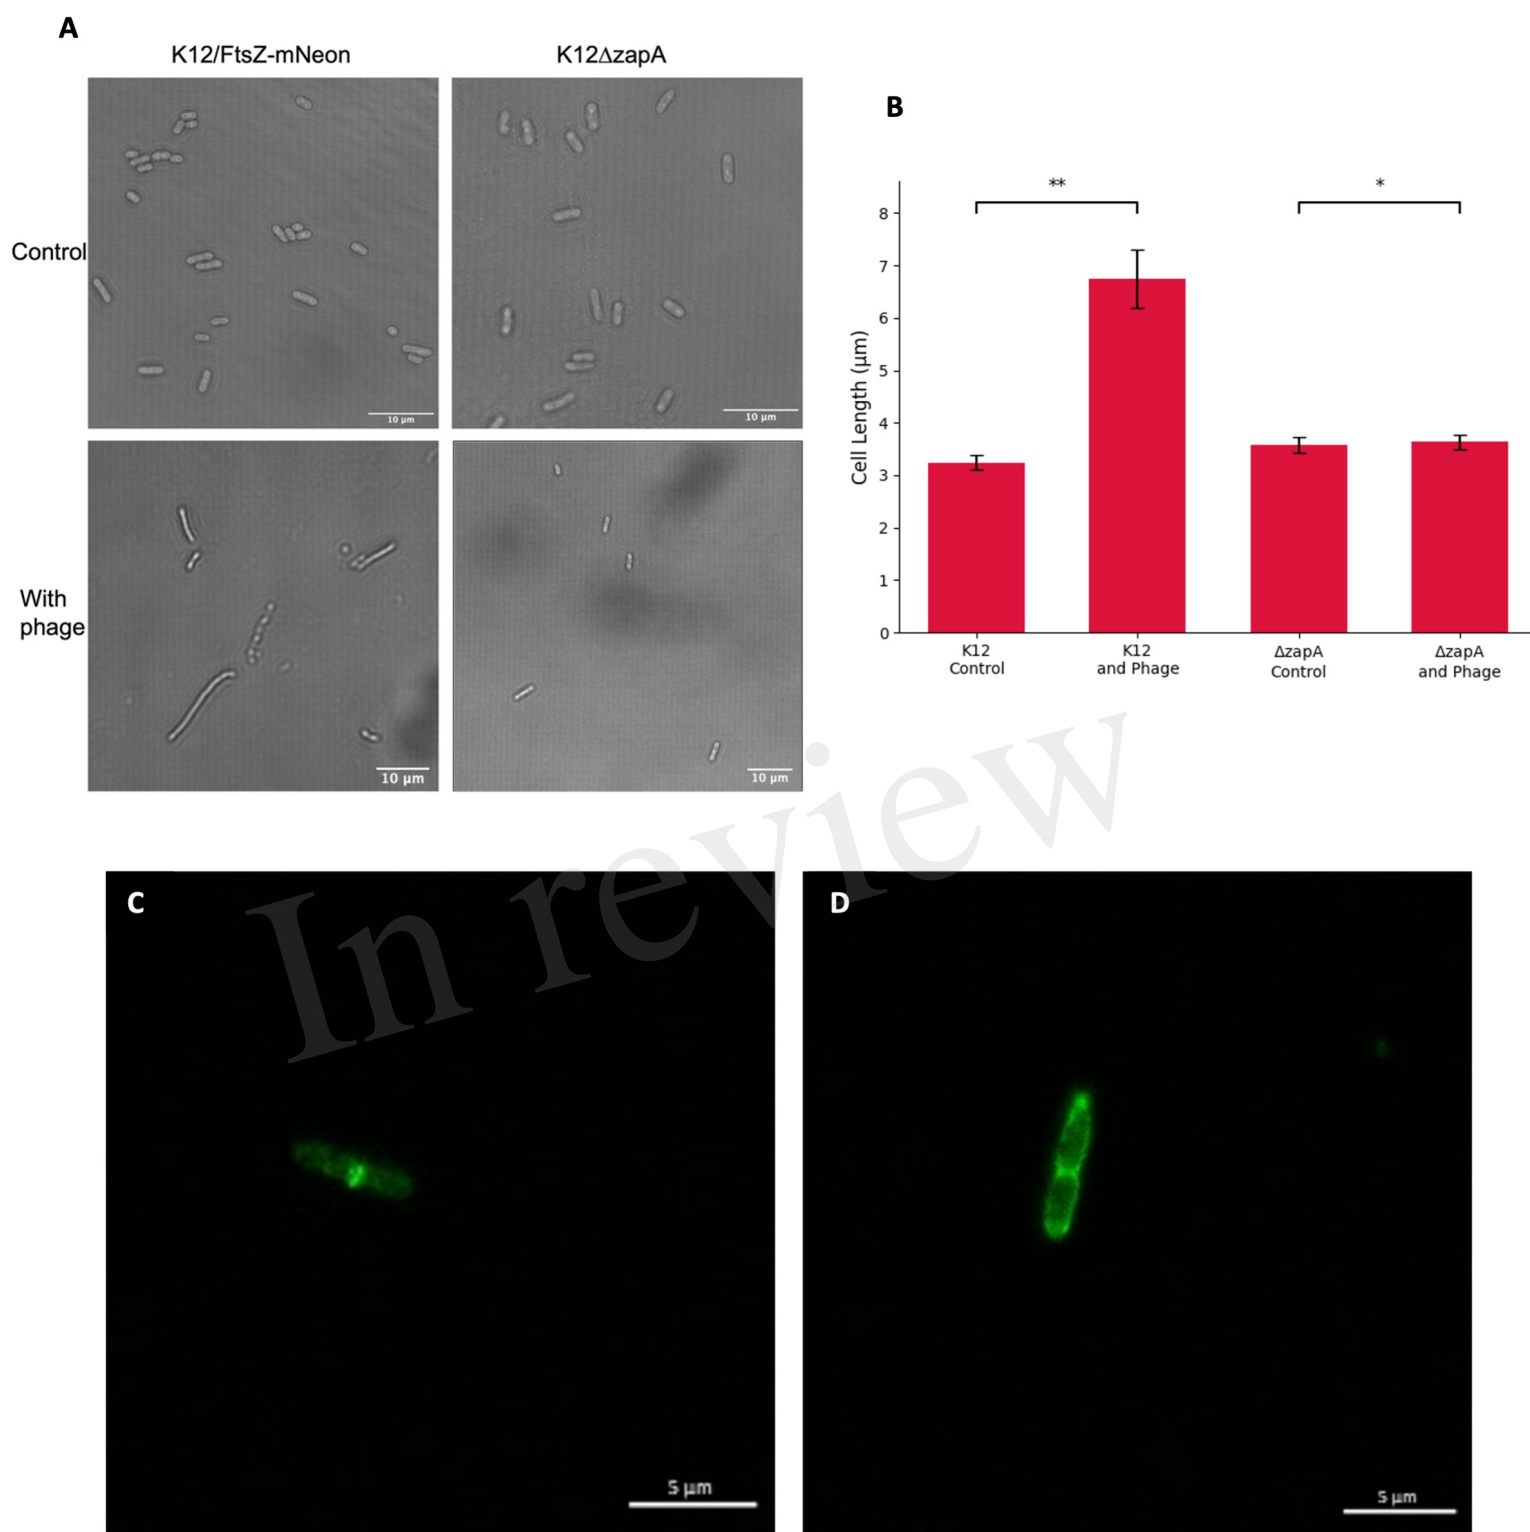 A
K12/FtsZ-mNeon
K12ΔzapA
Control
10 μm
10 μm
With
phage
10 μm
10 μm
B
**
*
Cell Length (μm)
8
7
6
5
4
3
2
1
0
K12
Control
K12
and Phage
ΔzapA
Control
ΔzapA
and Phage
In review
C
5 μm
D
5 μm